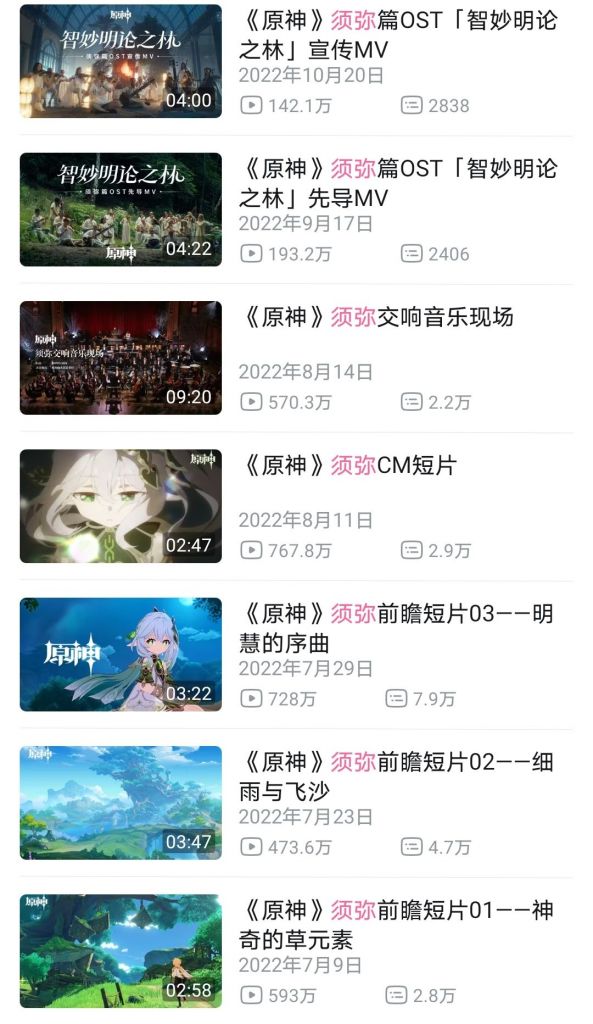 原神
智妙明论之林
须弥篇OST宣传MV
04:00
《原神》须弥篇OST「智妙明论
之林」宣传MV
2022年10月20日
142.1万
2838
智妙明论之林
须弥篇OST先导MV
原神
04:22
《原神》须弥篇OST「智妙明论
之林」先导MV
2022年9月17日
193.2万
2406
原神
须弥交响音乐现场
09:20
《原神》须弥交响音乐现场
2022年8月14日
570.3万
2.2万
原神
02:47
《原神》须弥CM短片
2022年8月11日
767.8万
2.9万
原神
03:22
《原神》须弥前瞻短片03——明
慧的序曲
2022年7月29日
728万
7.9万
原神
03:47
《原神》须弥前瞻短片02——细
雨与飞沙
2022年7月23日
473.6万
4.7万
原神
02:58
《原神》须弥前瞻短片01——神
奇的草元素
2022年7月9日
593万
2.8万